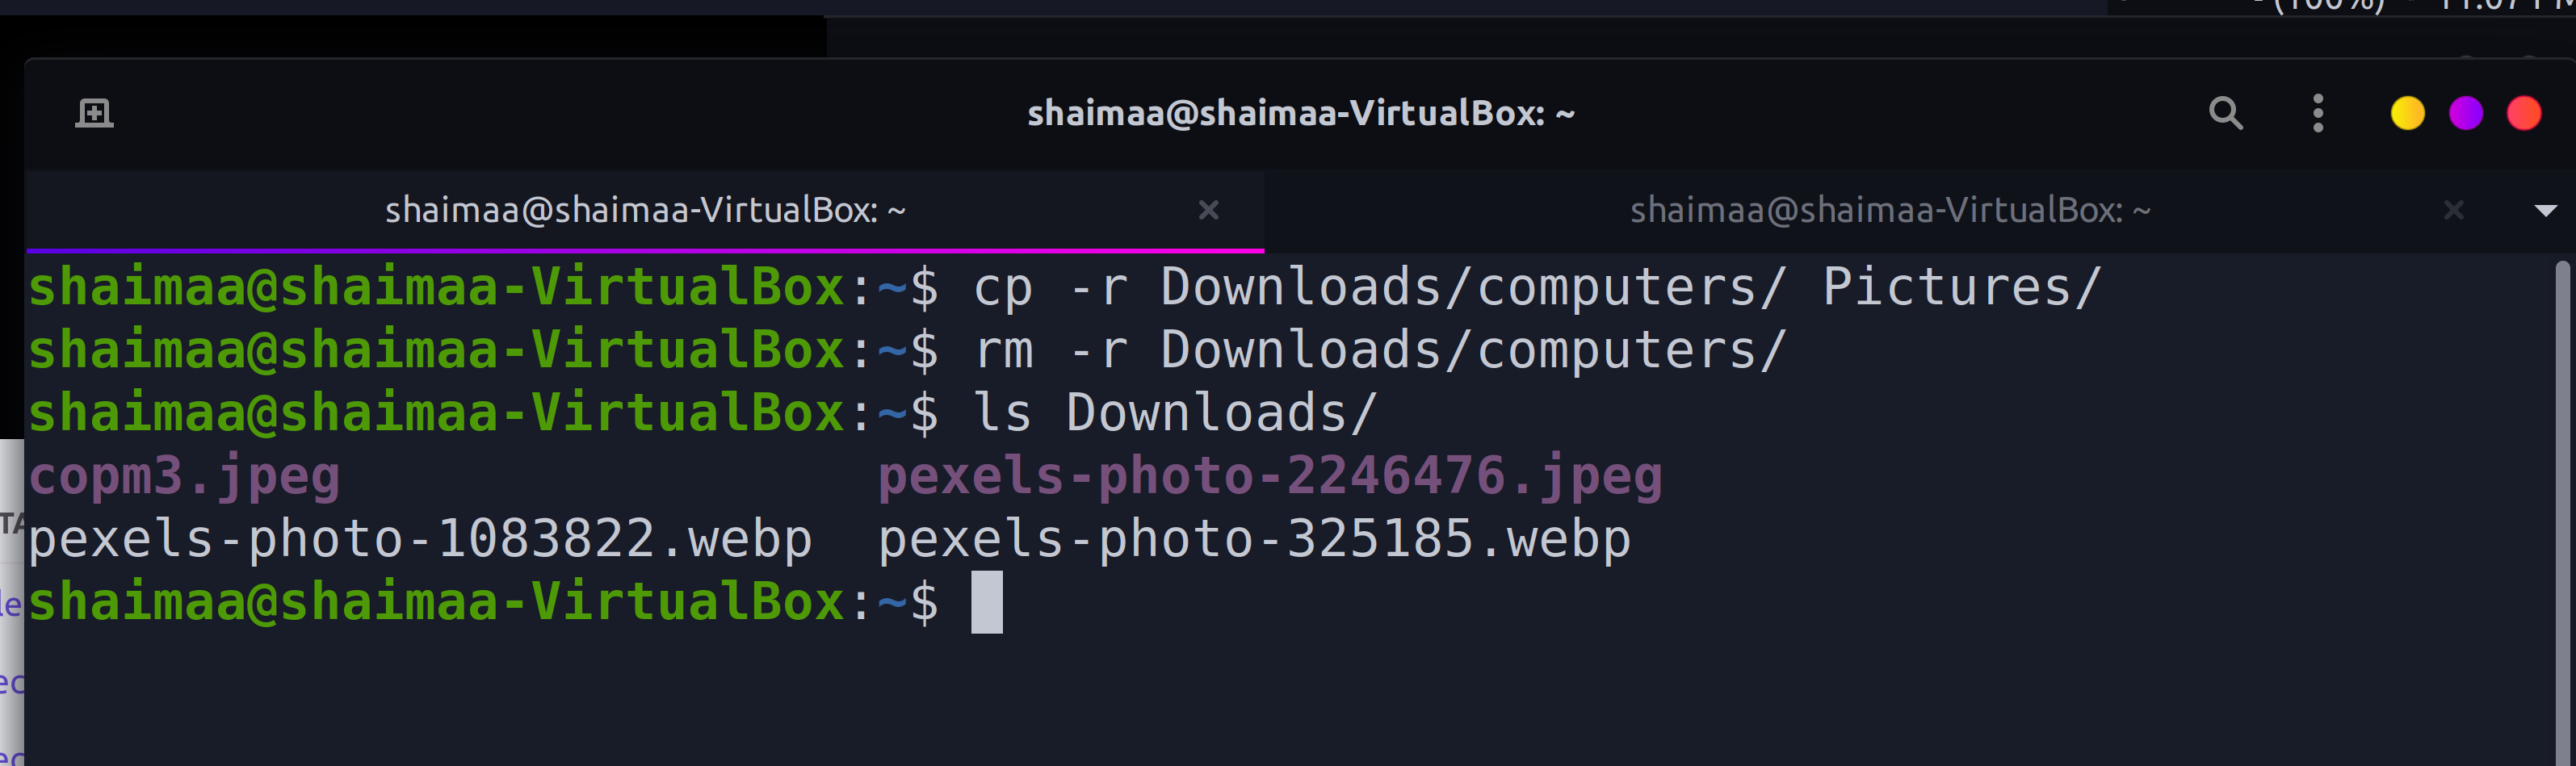 (100%)
shaimaa@shaimaa-VirtualBox: ~
shaimaa@shaimaa-VirtualBox: ~
shaimaa@shaimaa-VirtualBox: ~
shaimaa@shaimaa-VirtualBox:~$ cp -r Downloads/computers/ Pictures/
shaimaa@shaimaa-VirtualBox:~$ rm -r Downloads/computers/
shaimaa@shaimaa-VirtualBox:~$ ls Downloads/
copm3.jpeg pexels-photo-2246476.jpeg
pexels-photo-1083822.webp pexels-photo-325185.webp
shaimaa@shaimaa-VirtualBox:~$